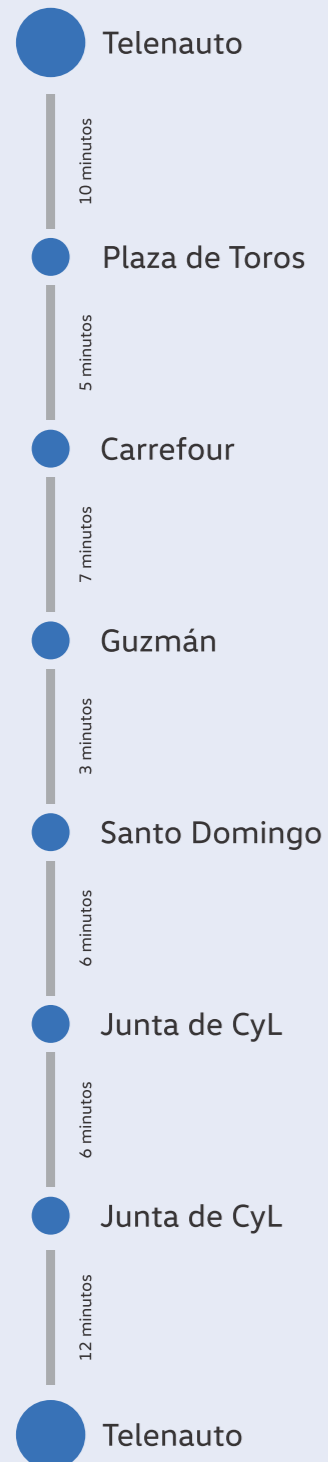 Telenauto
10 minutos
Plaza de Toros
5 minutos
Carrefour
7 minutos
Guzmán
3 minutos
Santo Domingo
6 minutos
Junta de CyL
6 minutos
Junta de CyL
12 minutos
Telenauto